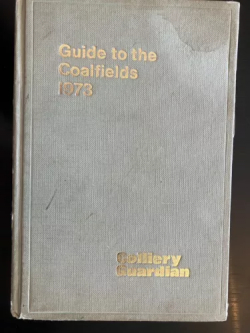 Guide to the
Coalfields
1973
Colliery
Guardian